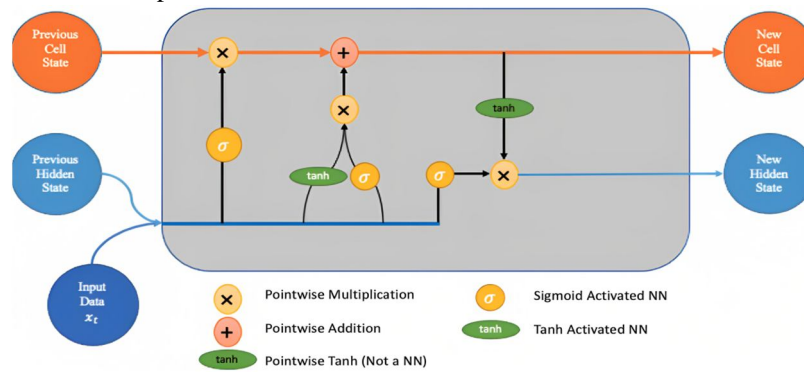 Previous
Cell
State
New
Cell
State
×
+
×
tanh
σ
tanh
σ
σ
×
Previous
Hidden
State
New
Hidden
State
Input
Data
xₜ
× Pointwise Multiplication
σ Sigmoid Activated NN
+ Pointwise Addition
tanh Tanh Activated NN
tanh Pointwise Tanh (Not a NN)